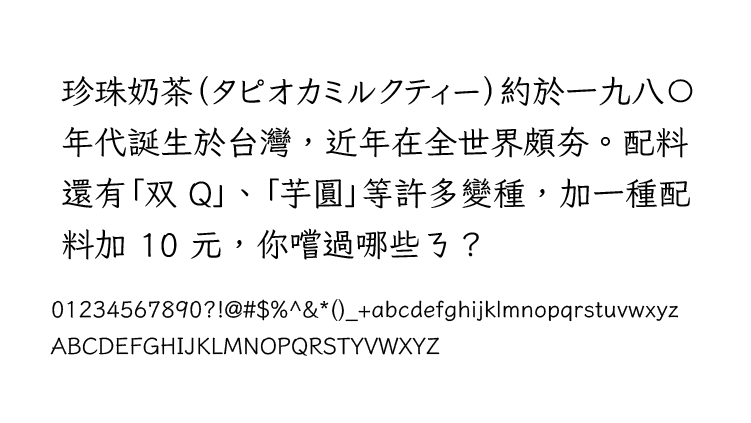 珍珠奶茶(タピオカミルクティー)約於一九八〇
年代誕生於台灣，近年在全世界頗夯。配料
還有「双 Q」、「芋圓」等許多變種，加一種配
料加 10 元，你嚐過哪些ㄋ？
01234567890?!@#$%^&*()_+abcdefghijklmnopqrstuvwxyz
ABCDEFGHIJKLMNOPQRSTYVWXYZ